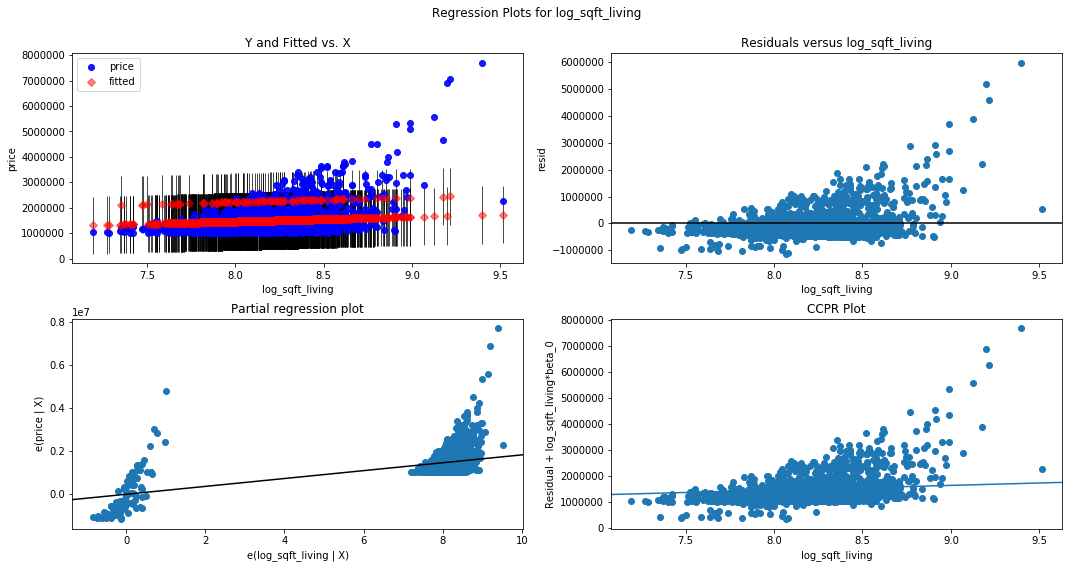 Regression Plots for log_sqft_living
Y and Fitted vs. X
8000000
7000000
6000000
5000000
4000000
3000000
2000000
1000000
0
price
price
fitted
7.5 8.0 8.5 9.0 9.5
log_sqft_living
Residuals versus log_sqft_living
6000000
5000000
4000000
3000000
2000000
1000000
0
−1000000
resid
7.5 8.0 8.5 9.0 9.5
log_sqft_living
Partial regression plot
1e7
0.8
0.6
0.4
0.2
0.0
e(price | X)
0 2 4 6 8 10
e(log_sqft_living | X)
CCPR Plot
8000000
7000000
6000000
5000000
4000000
3000000
2000000
1000000
0
Residual + log_sqft_living*beta_0
7.5 8.0 8.5 9.0 9.5
log_sqft_living